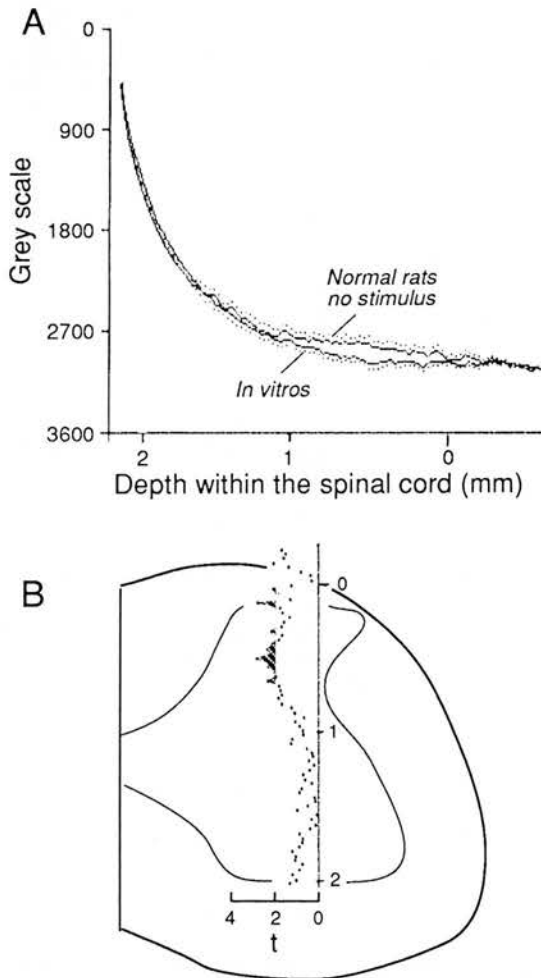 A
0
900
1800
2700
3600
Grey scale
Normal rats
no stimulus
In vitros
2 1 0
Depth within the spinal cord (mm)
B
0
1
2
4 2 0
t